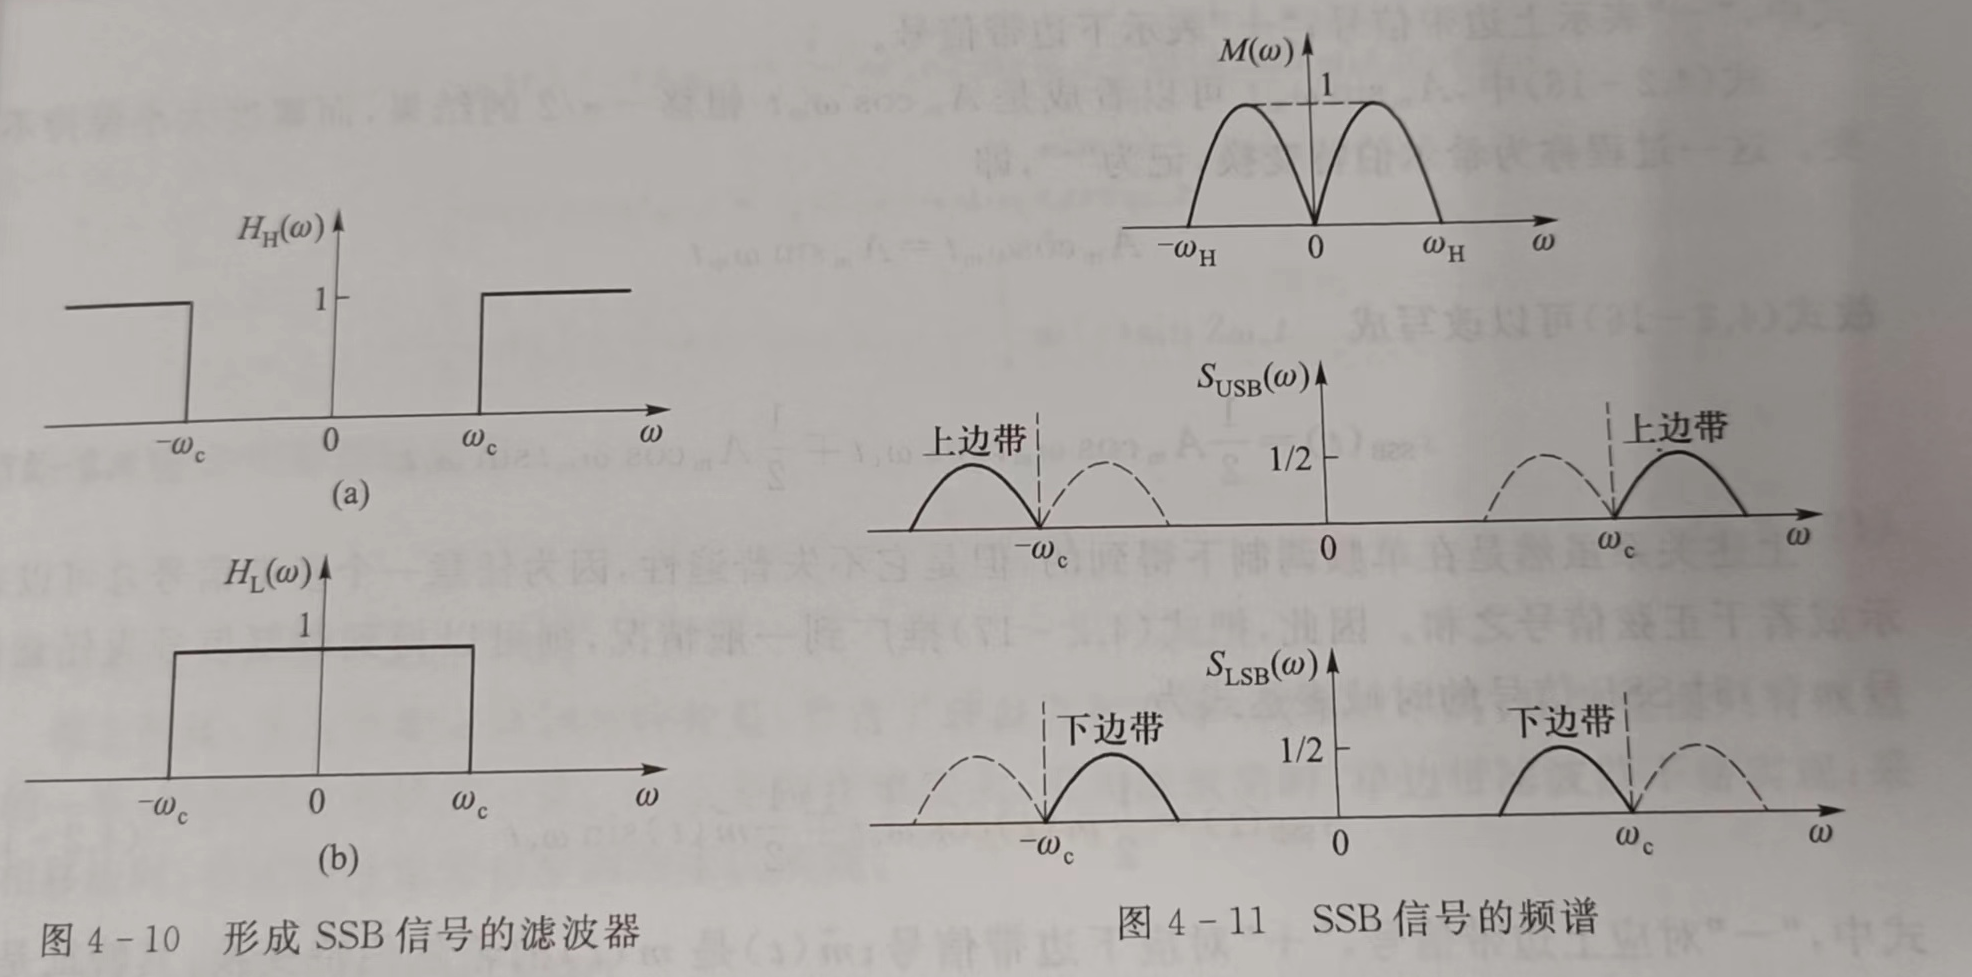 H_H(ω)
1
-ω_c 0 ω_c ω
(a)
H_L(ω)
1
-ω_c 0 ω_c ω
(b)
图 4-10 形成 SSB 信号的滤波器
M(ω)
1
-ω_H 0 ω_H ω
S_USB(ω)
上边带 1/2 上边带
-ω_c 0 ω_c ω
S_LSB(ω)
下边带 1/2 下边带
-ω_c 0 ω_c ω
图 4-11 SSB 信号的频谱